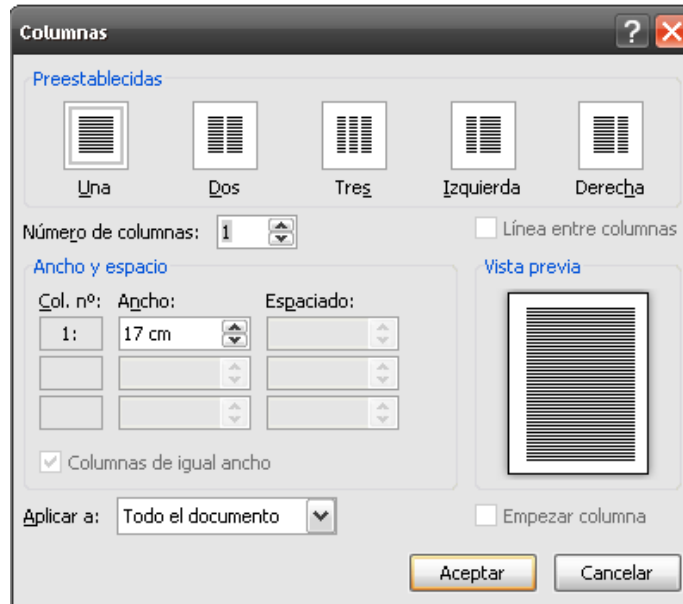 Columnas
Preestablecidas
Una Dos Tres Izquierda Derecha
Número de columnas: 1 Línea entre columnas
Ancho y espacio Vista previa
Col. nº: Ancho: Espaciado:
1: 17 cm
Columnas de igual ancho
Aplicar a: Todo el documento Empezar columna
Aceptar Cancelar